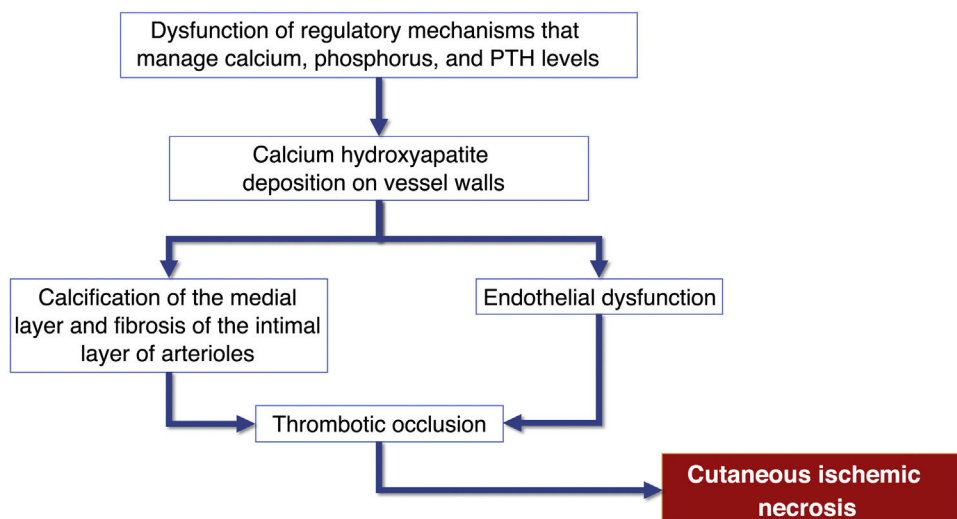 Dysfunction of regulatory mechanisms that
manage calcium, phosphorus, and PTH levels
Calcium hydroxyapatite
deposition on vessel walls
Calcification of the medial
layer and fibrosis of the intimal
layer of arterioles
Endothelial dysfunction
Thrombotic occlusion
Cutaneous ischemic
necrosis